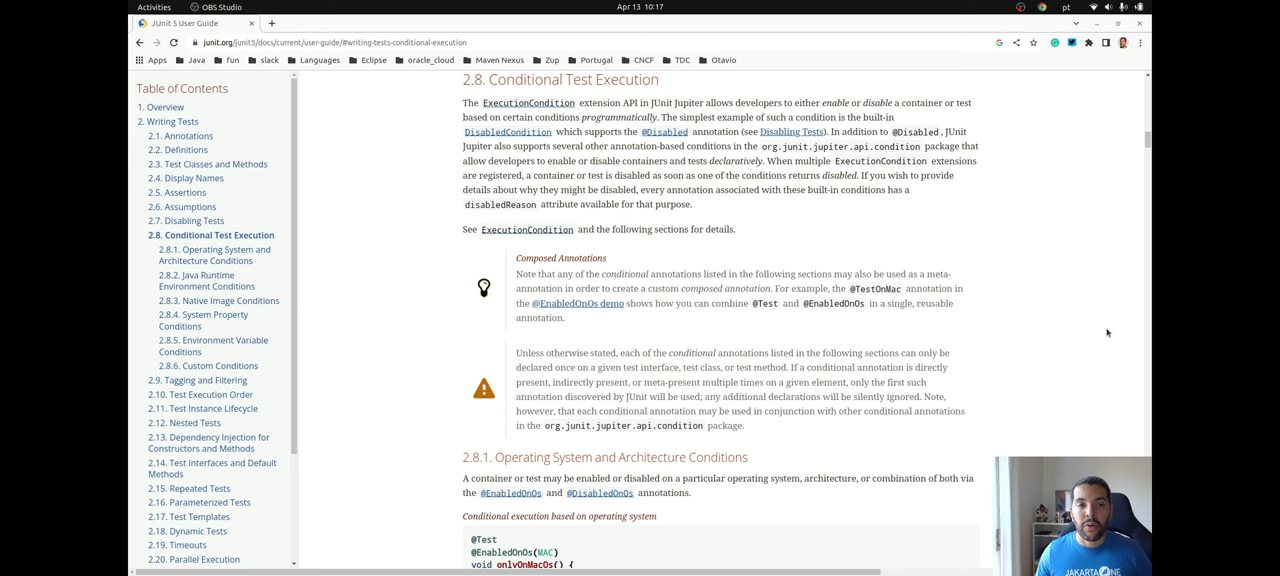 Activities
OBS Studio
Apr 13 10:17
pt
JUnit 5 User Guide
junit.org/junit5/docs/current/user-guide/#writing-tests-conditional-execution
Apps Java fun slack Languages Eclipse oracle_cloud Maven Nexus Zup Portugal CNCF TDC Otavio
Table of Contents
1. Overview
2. Writing Tests
2.1. Annotations
2.2. Definitions
2.3. Test Classes and Methods
2.4. Display Names
2.5. Assertions
2.6. Assumptions
2.7. Disabling Tests
2.8. Conditional Test Execution
2.8.1. Operating System and
Architecture Conditions
2.8.2. Java Runtime
Environment Conditions
2.8.3. Native Image Conditions
2.8.4. System Property
Conditions
2.8.5. Environment Variable
Conditions
2.8.6. Custom Conditions
2.9. Tagging and Filtering
2.10. Test Execution Order
2.11. Test Instance Lifecycle
2.12. Nested Tests
2.13. Dependency Injection for
Constructors and Methods
2.14. Test Interfaces and Default
Methods
2.15. Repeated Tests
2.16. Parameterized Tests
2.17. Test Templates
2.18. Dynamic Tests
2.19. Timeouts
2.20. Parallel Execution
2.8. Conditional Test Execution
The ExecutionCondition extension API in JUnit Jupiter allows developers to either enable or disable a container or test
based on certain conditions programmatically. The simplest example of such a condition is the built-in
DisabledCondition which supports the @Disabled annotation (see Disabling Tests). In addition to @Disabled, JUnit
Jupiter also supports several other annotation-based conditions in the org.junit.jupiter.api.condition package that
allow developers to enable or disable containers and tests declaratively. When multiple ExecutionCondition extensions
are registered, a container or test is disabled as soon as one of the conditions returns disabled. If you wish to provide
details about why they might be disabled, every annotation associated with these built-in conditions has a
disabledReason attribute available for that purpose.
See ExecutionCondition and the following sections for details.
Composed Annotations
Note that any of the conditional annotations listed in the following sections may also be used as a meta-
annotation in order to create a custom composed annotation. For example, the @TestOnMac annotation in
the @EnabledOnOs demo shows how you can combine @Test and @EnabledOnOs in a single, reusable
annotation.
Unless otherwise stated, each of the conditional annotations listed in the following sections can only be
declared once on a given test interface, test class, or test method. If a conditional annotation is directly
present, indirectly present, or meta-present multiple times on a given element, only the first such
annotation discovered by JUnit will be used; any additional declarations will be silently ignored. Note,
however, that each conditional annotation may be used in conjunction with other conditional annotations
in the org.junit.jupiter.api.condition package.
2.8.1. Operating System and Architecture Conditions
A container or test may be enabled or disabled on a particular operating system, architecture, or combination of both via
the @EnabledOnOs and @DisabledOnOs annotations.
Conditional execution based on operating system
@Test
@EnabledOnOs(MAC)
void onlyOnMacOs() {
JAKARTAONE